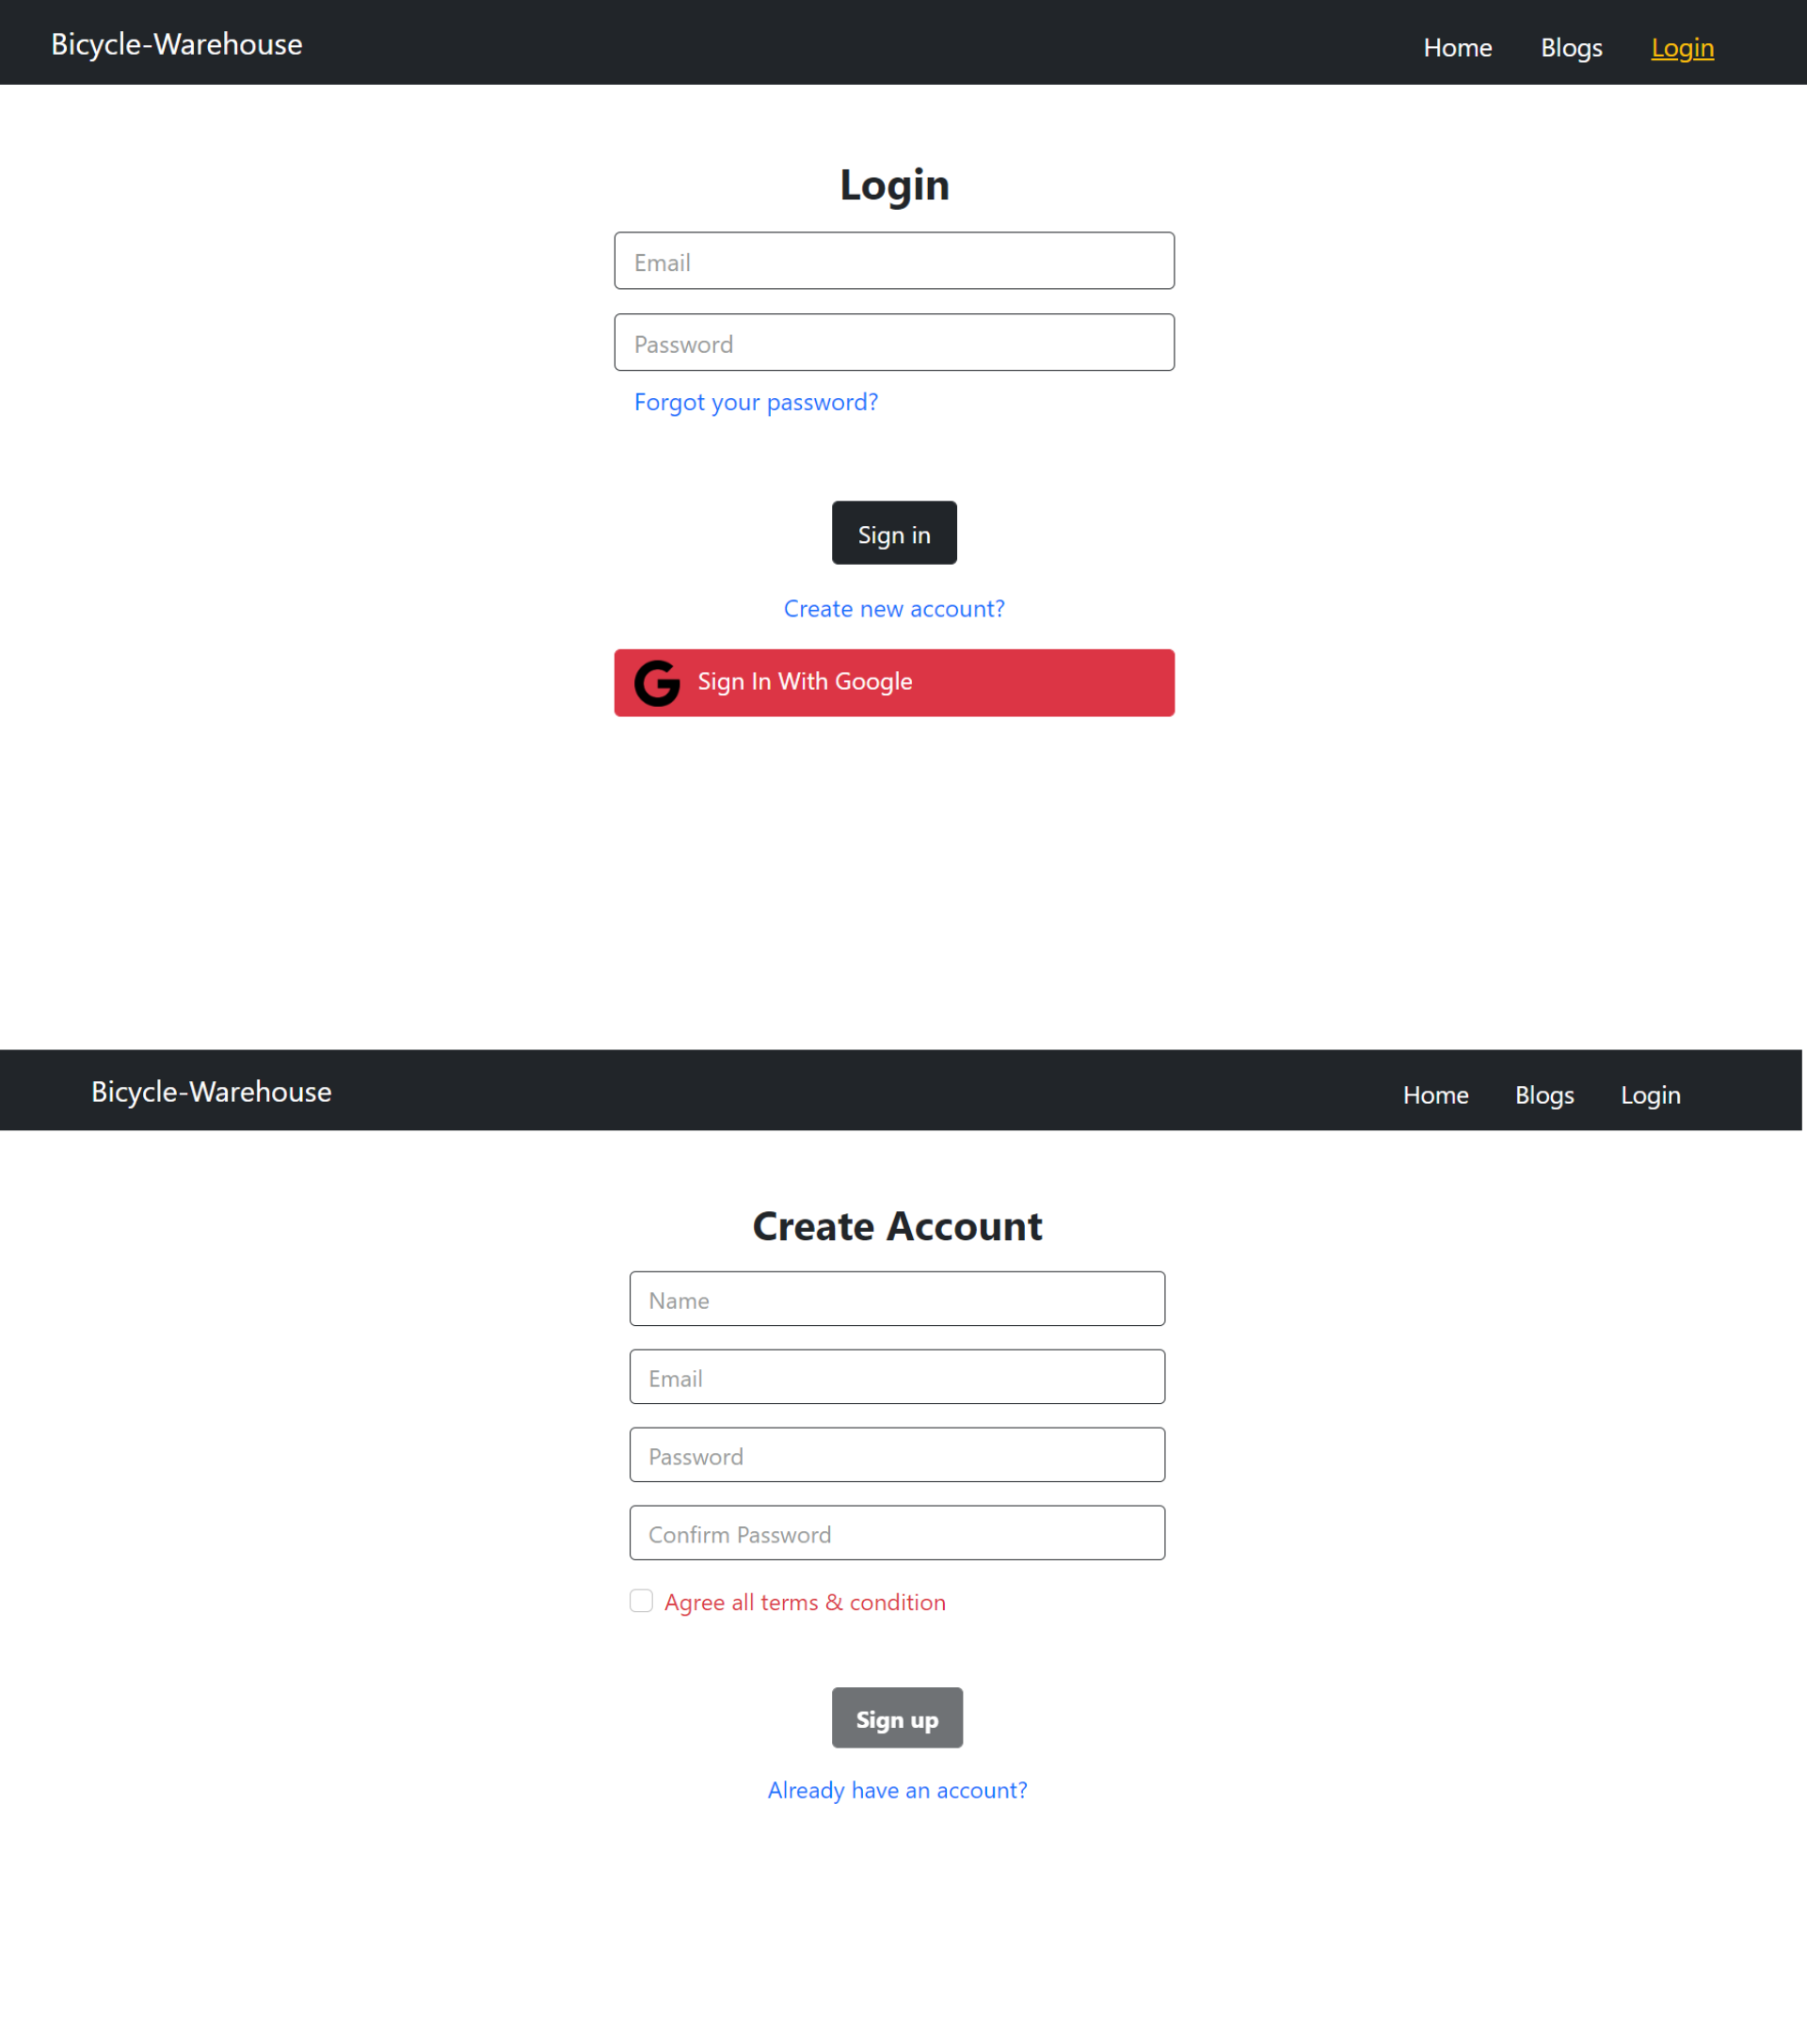 Bicycle-Warehouse Home Blogs Login
Login
Email
Password
Forgot your password?
Sign in
Create new account?
G Sign In With Google
Bicycle-Warehouse Home Blogs Login
Create Account
Name
Email
Password
Confirm Password
Agree all terms & condition
Sign up
Already have an account?